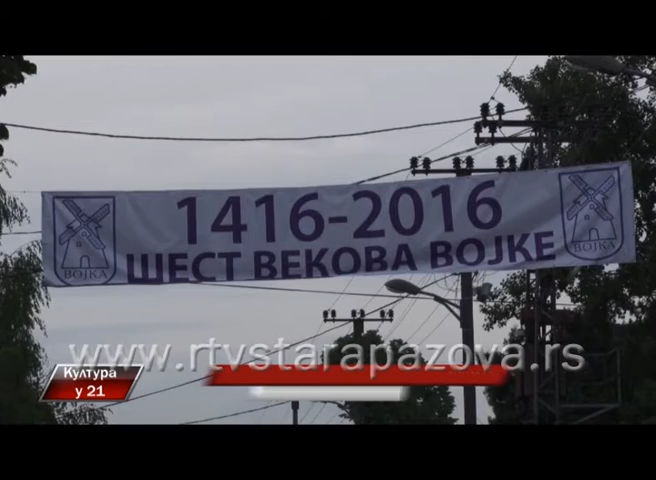 1416-2016
ШЕСТ ВЕКОВА ВОЈКЕ
ВОЈКА
ВОЈКА
www.rtvstarapazova.rs
Култура
у 21